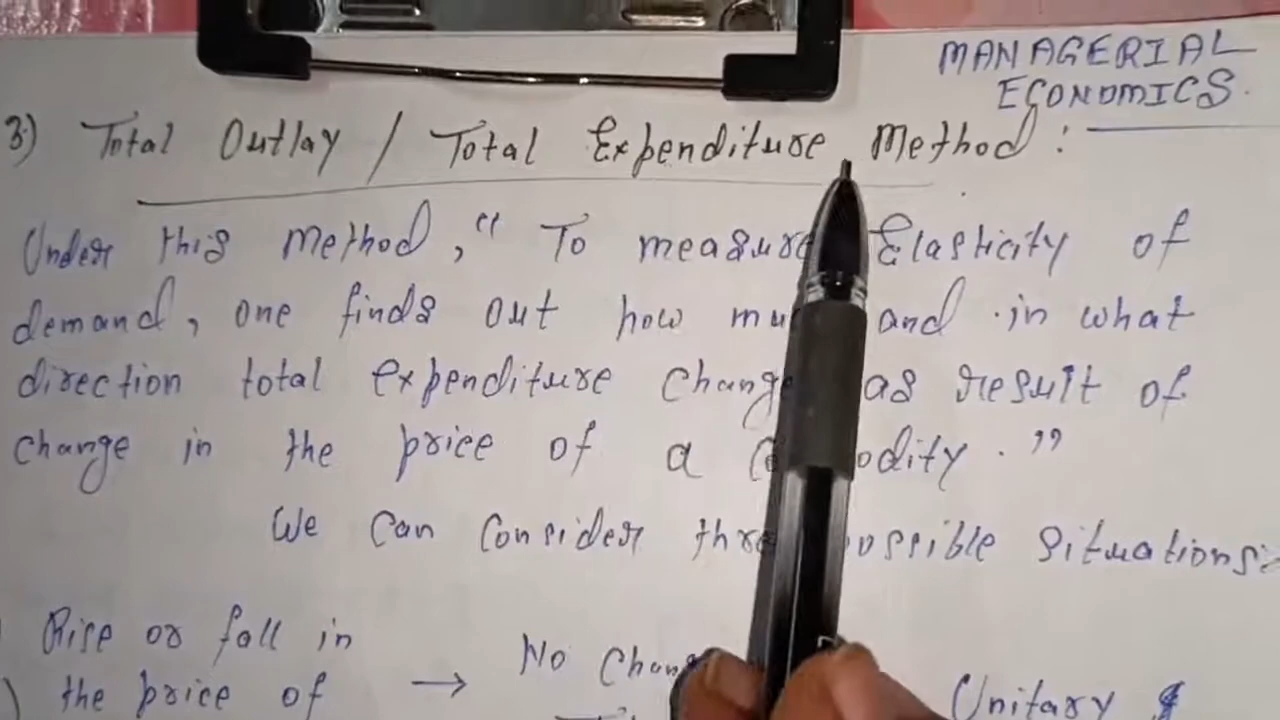 MANAGERIAL
ECONOMICS.
3) Total Outlay / Total Expenditure Method :
Under this Method, " To measure Elasticity of
demand, one finds out how and in what
direction total expenditure change as result of
change in the price of a "
We Can Consider possible Situations:
Rise or fall in
the price of → No Unitary